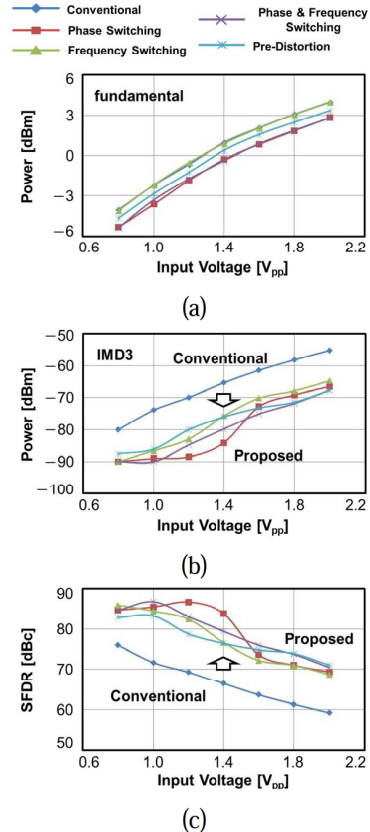 Conventional
Phase Switching
Frequency Switching
Phase & Frequency
Switching
Pre-Distortion
6
3
0
−3
−6
Power [dBm]
fundamental
0.6 1.0 1.4 1.8 2.2
Input Voltage [Vpp]
(a)
−50
−60
−70
−80
−90
−100
Power [dBm]
IMD3
Conventional
Proposed
0.6 1.0 1.4 1.8 2.2
Input Voltage [Vpp]
(b)
90
80
70
60
50
SFDR [dBc]
Proposed
Conventional
0.6 1.0 1.4 1.8 2.2
Input Voltage [Vpp]
(c)